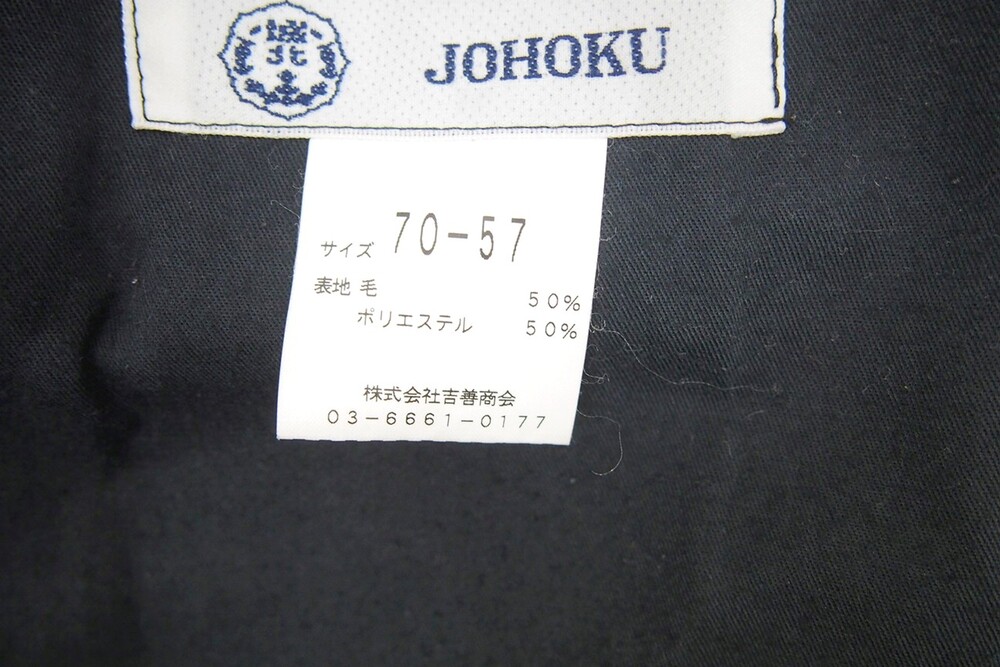 城北
JOHOKU
サイズ 70-57
表地 毛 50%
ポリエステル 50%
株式会社吉善商会
03-6661-0177